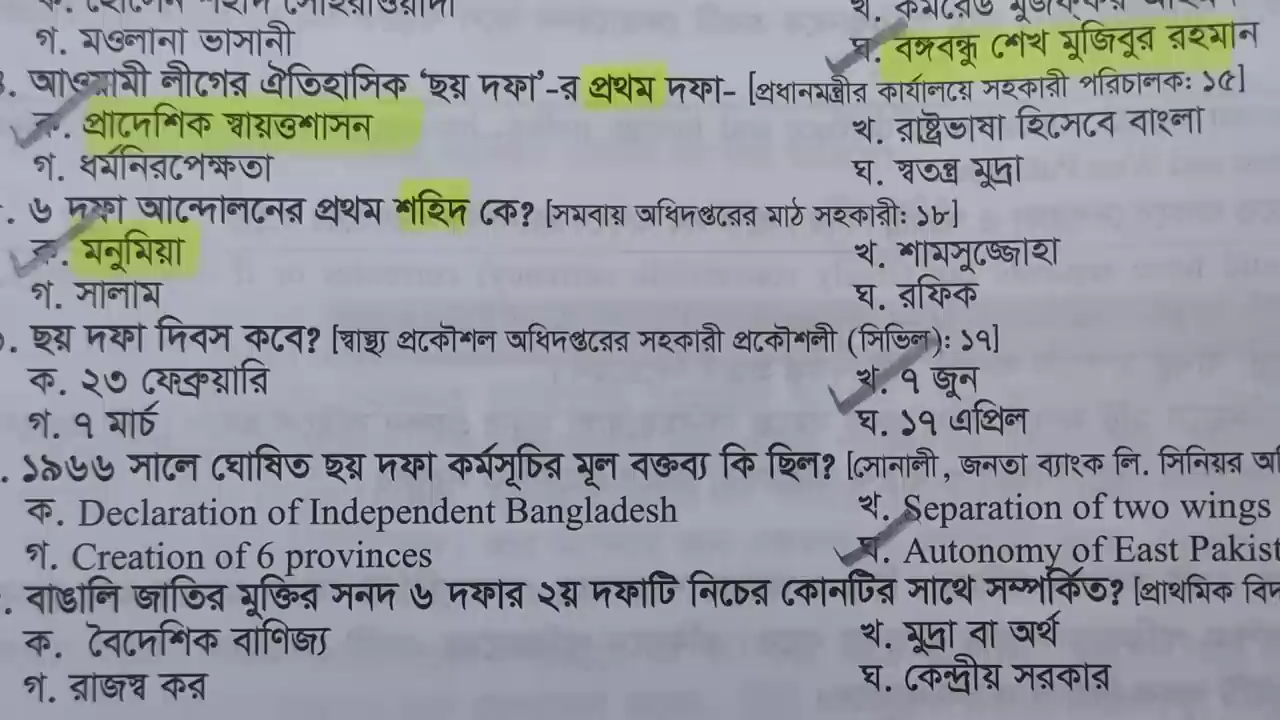 গ. মওলানা ভাসানী
ঘ. বঙ্গবন্ধু শেখ মুজিবুর রহমান
আওয়ামী লীগের ঐতিহাসিক ‘ছয় দফা’-র প্রথম দফা– [প্রধানমন্ত্রীর কার্যালয়ে সহকারী পরিচালক: ১৫]
ক. প্রাদেশিক স্বায়ত্তশাসন
খ. রাষ্ট্রভাষা হিসেবে বাংলা
গ. ধর্মনিরপেক্ষতা
ঘ. স্বতন্ত্র মুদ্রা
. ৬ দফা আন্দোলনের প্রথম শহিদ কে? [সমবায় অধিদপ্তরের মাঠ সহকারী: ১৮]
ক. মনুমিয়া
খ. শামসুজ্জোহা
গ. সালাম
ঘ. রফিক
. ছয় দফা দিবস কবে? [স্বাস্থ্য প্রকৌশল অধিদপ্তরের সহকারী প্রকৌশলী (সিভিল): ১৭]
ক. ২৩ ফেব্রুয়ারি
খ. ৭ জুন
গ. ৭ মার্চ
ঘ. ১৭ এপ্রিল
. ১৯৬৬ সালে ঘোষিত ছয় দফা কর্মসূচির মূল বক্তব্য কি ছিল? [সোনালী, জনতা ব্যাংক লি. সিনিয়র
ক. Declaration of Independent Bangladesh
খ. Separation of two wings
গ. Creation of 6 provinces
ঘ. Autonomy of East Pakist
. বাঙালি জাতির মুক্তির সনদ ৬ দফার ২য় দফাটি নিচের কোনটির সাথে সম্পর্কিত? [প্রাথমিক
ক. বৈদেশিক বাণিজ্য
খ. মুদ্রা বা অর্থ
গ. রাজস্ব কর
ঘ. কেন্দ্রীয় সরকার